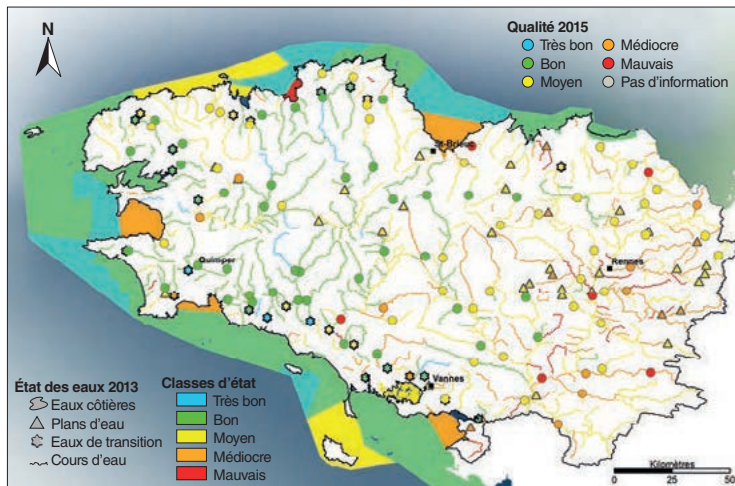 N
Qualité 2015
Très bon
Bon
Moyen
Médiocre
Mauvais
Pas d'information
St-Brieuc
Quimper
Rennes
Vannes
État des eaux 2013
Eaux côtières
Plans d'eau
Eaux de transition
Cours d'eau
Classes d'état
Très bon
Bon
Moyen
Médiocre
Mauvais
Kilomètres
0 25 50